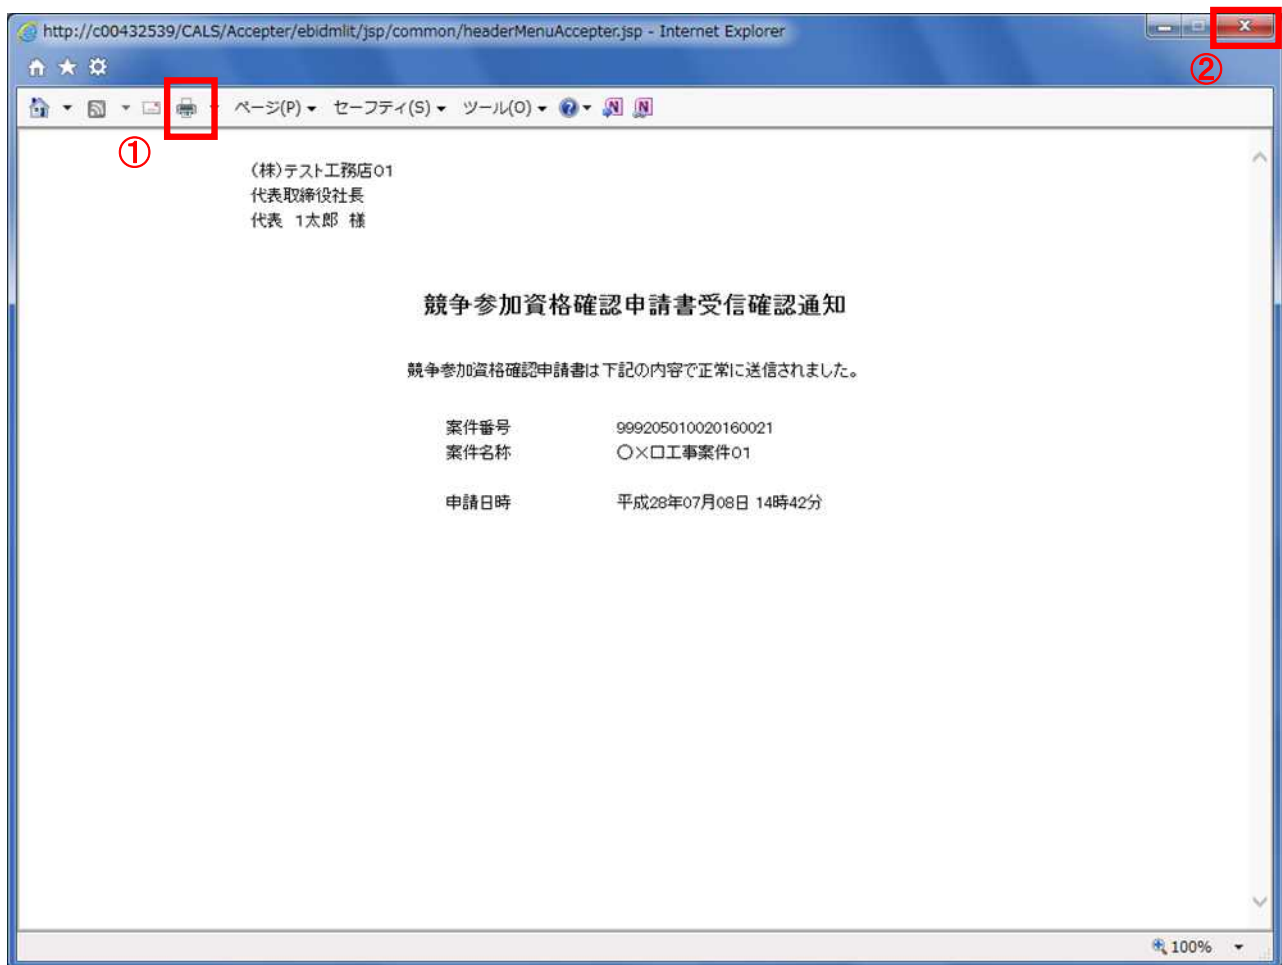 http://c00432539/CALS/Accepter/ebidmlit/jsp/common/headerMenuAccepter.jsp - Internet Explorer
②
ページ(P) セーフティ(S) ツール(O)
①
(株)テスト工務店01
代表取締役社長
代表 1太郎 様
競争参加資格確認申請書受信確認通知
競争参加資格確認申請書は下記の内容で正常に送信されました。
案件番号 999205010020160021
案件名称 〇×口工事案件01
申請日時 平成28年07月08日 14時42分
100%